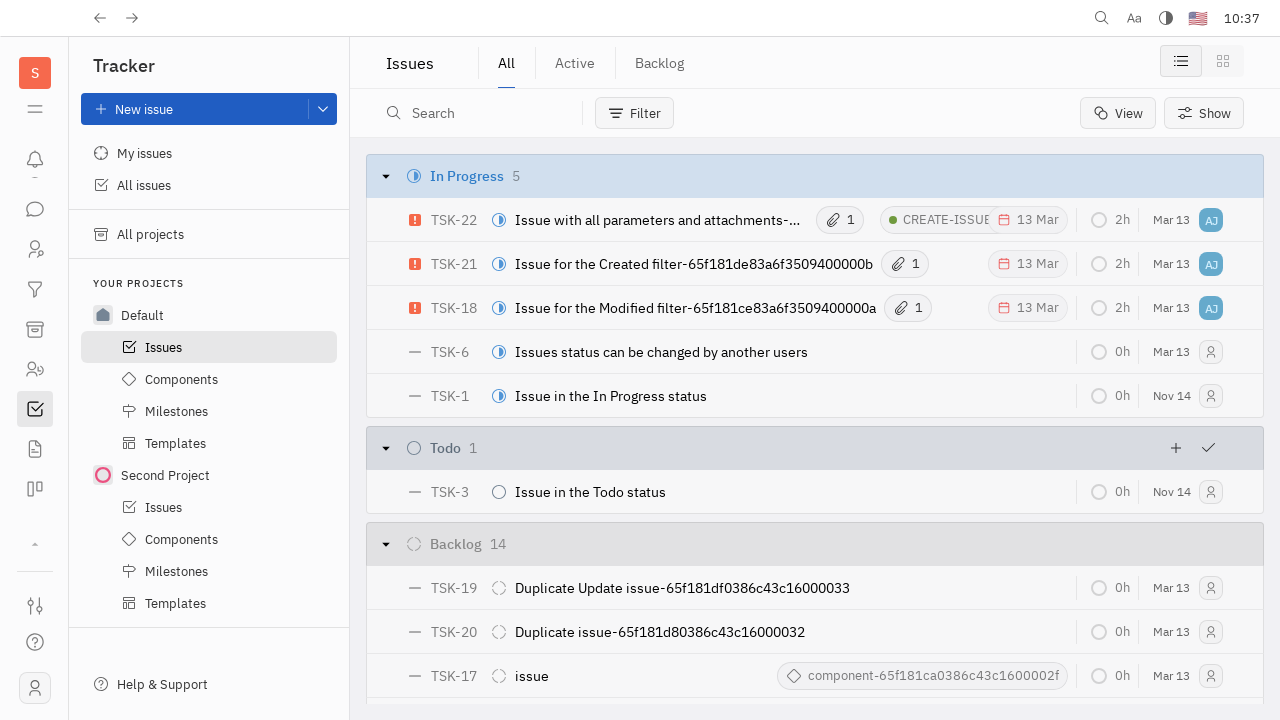 Aa
10:37
S
Tracker
New issue
My issues
All issues
All projects
YOUR PROJECTS
Default
Issues
Components
Milestones
Templates
Second Project
Issues
Components
Milestones
Templates
Help & Support
Issues
All
Active
Backlog
Search
Filter
View
Show
In Progress 5
TSK-22 Issue with all parameters and attachments-... 1 CREATE-ISSUE 13 Mar 2h Mar 13 AJ
TSK-21 Issue for the Created filter-65f181de83a6f3509400000b 1 13 Mar 2h Mar 13 AJ
TSK-18 Issue for the Modified filter-65f181ce83a6f3509400000a 1 13 Mar 2h Mar 13 AJ
TSK-6 Issues status can be changed by another users 0h Mar 13
TSK-1 Issue in the In Progress status 0h Nov 14
Todo 1
TSK-3 Issue in the Todo status 0h Nov 14
Backlog 14
TSK-19 Duplicate Update issue-65f181df0386c43c16000033 0h Mar 13
TSK-20 Duplicate issue-65f181d80386c43c16000032 0h Mar 13
TSK-17 issue component-65f181ca0386c43c1600002f 0h Mar 13